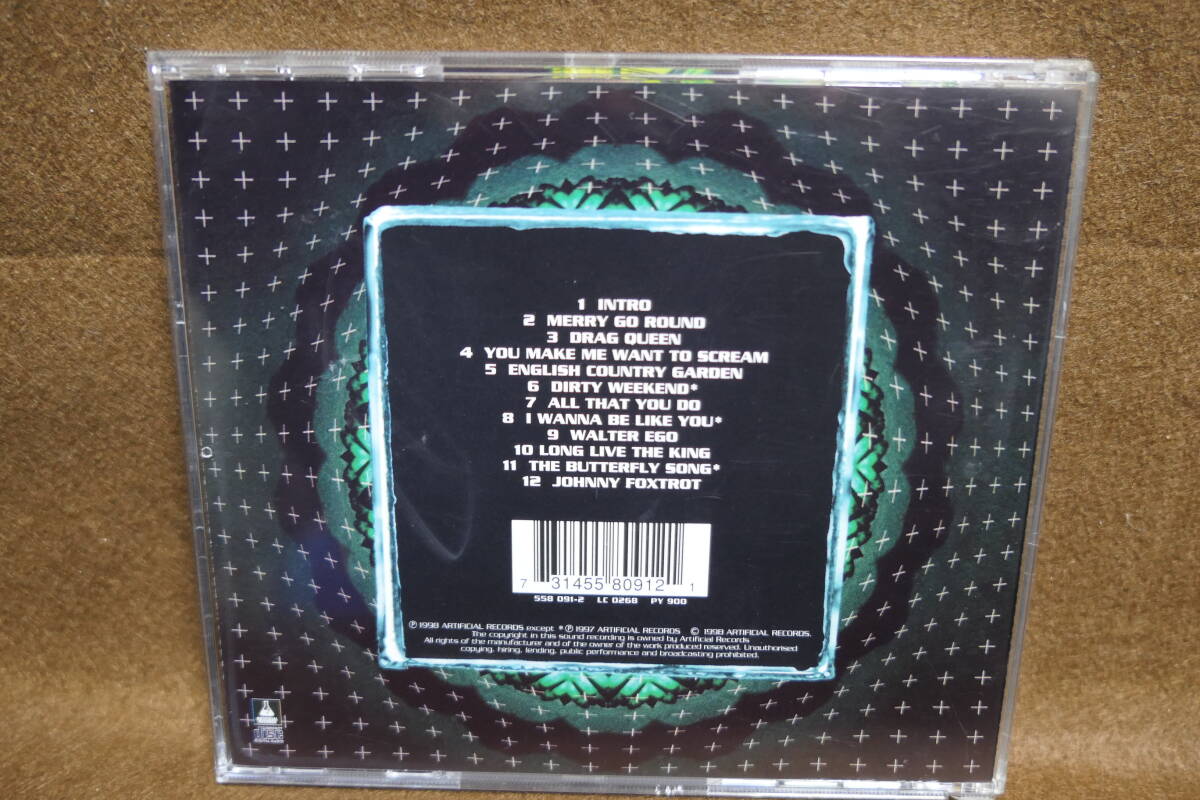 1 INTRO
2 MERRY GO ROUND
3 DRAG QUEEN
4 YOU MAKE ME WANT TO SCREAM
5 ENGLISH COUNTRY GARDEN
6 DIRTY WEEKEND*
7 ALL THAT YOU DO
8 I WANNA BE LIKE YOU*
9 WALTER EGO
10 LONG LIVE THE KING
11 THE BUTTERFLY SONG*
12 JOHNNY FOXTROT
7 31455 80912 1
558 091-2 LC 0268 PY 900
℗ 1998 ARTIFICIAL RECORDS except * ℗ 1997 ARTIFICIAL RECORDS © 1998 ARTIFICIAL RECORDS.
The copyright in this sound recording is owned by Artificial Records
All rights of the manufacturer and of the owner of the work produced reserved. Unauthorised
copying, hiring, lending, public performance and broadcasting prohibited.
disc